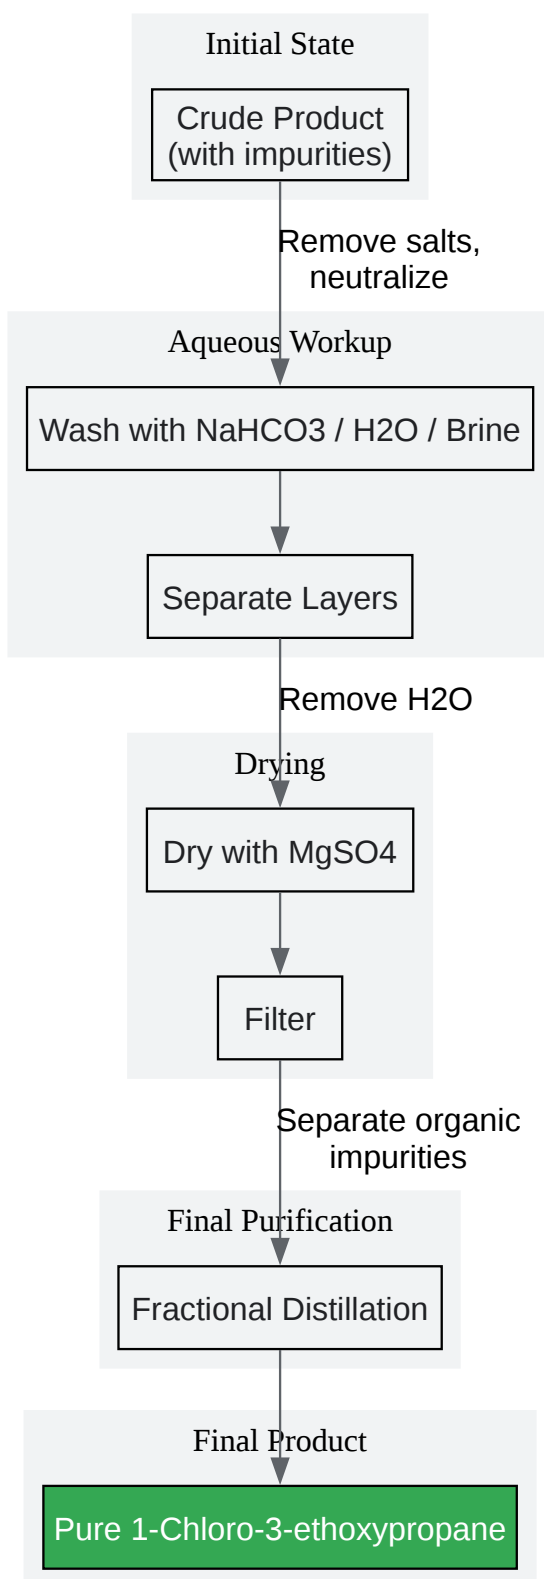 Initial State
Crude Product
(with impurities)
Remove salts,
neutralize
Aqueous Workup
Wash with NaHCO3 / H2O / Brine
Separate Layers
Remove H2O
Drying
Dry with MgSO4
Filter
Separate organic
impurities
Final Purification
Fractional Distillation
Final Product
Pure 1-Chloro-3-ethoxypropane